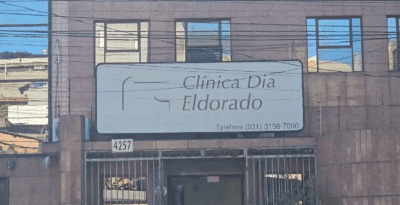 Clínica Dia
Eldorado
Telefone (031) 3198-7000
4257